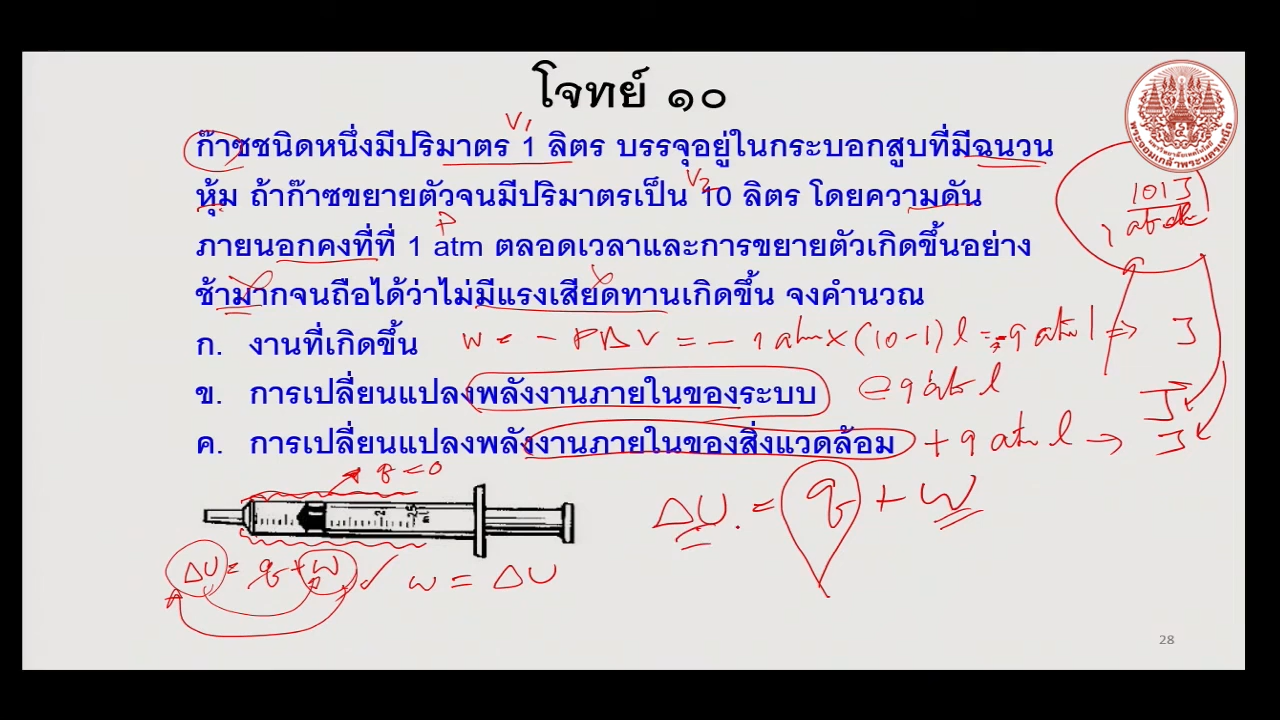 โจทย์ ๑๐
V1
ก๊าซชนิดหนึ่งมีปริมาตร 1 ลิตร บรรจุอยู่ในกระบอกสูบที่มีฉนวน
V2
หุ้ม ถ้าก๊าซขยายตัวจนมีปริมาตรเป็น 10 ลิตร โดยความดัน
101 J
P
ภายนอกคงที่ที่ 1 atm ตลอดเวลาและการขยายตัวเกิดขึ้นอย่าง
ช้ามากจนถือได้ว่าไม่มีแรงเสียดทานเกิดขึ้น จงคำนวณ
ก. งานที่เกิดขึ้น
w = - PΔV = - 1 atm x (10-1) l = -9 atm l ⇒ J
ข. การเปลี่ยนแปลงพลังงานภายในของระบบ
J
ค. การเปลี่ยนแปลงพลังงานภายในของสิ่งแวดล้อม
+ 9 atm l → J
q = 0
ΔU = q + w
ΔU = q + w
w = ΔU
28